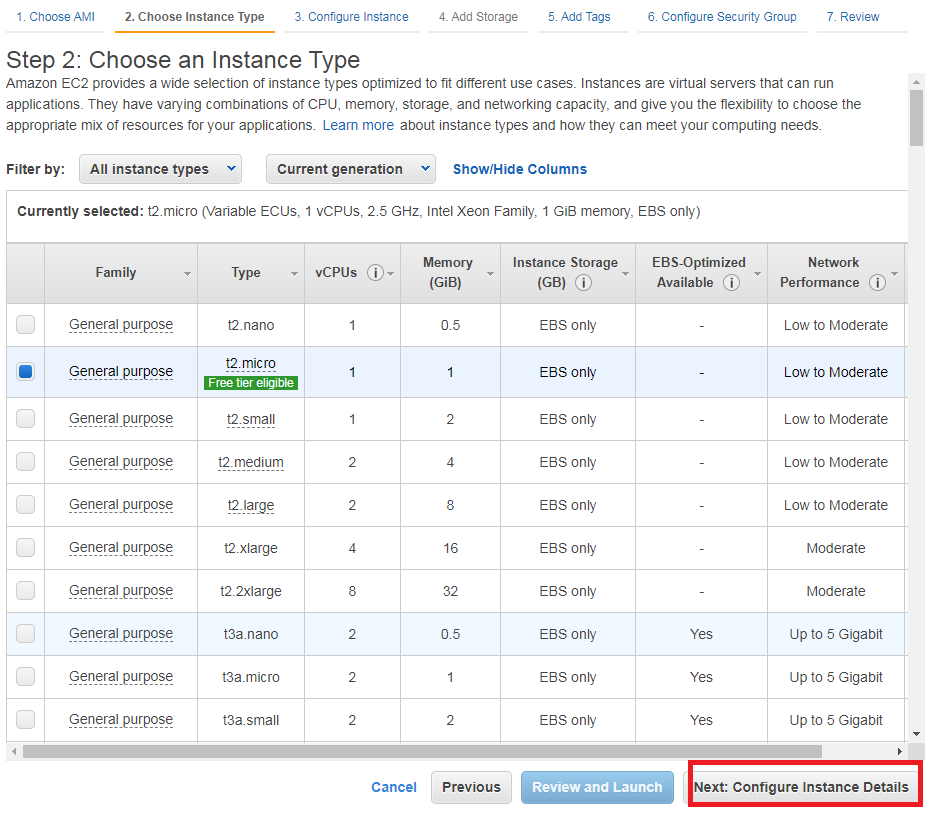 1. Choose AMI 2. Choose Instance Type 3. Configure Instance 4. Add Storage 5. Add Tags 6. Configure Security Group 7. Review
Step 2: Choose an Instance Type
Amazon EC2 provides a wide selection of instance types optimized to fit different use cases. Instances are virtual servers that can run
applications. They have varying combinations of CPU, memory, storage, and networking capacity, and give you the flexibility to choose the
appropriate mix of resources for your applications. Learn more about instance types and how they can meet your computing needs.
Filter by: All instance types Current generation Show/Hide Columns
Currently selected: t2.micro (Variable ECUs, 1 vCPUs, 2.5 GHz, Intel Xeon Family, 1 GiB memory, EBS only)
Family Type vCPUs i Memory (GiB) Instance Storage (GB) i EBS-Optimized Available i Network Performance i
General purpose t2.nano 1 0.5 EBS only - Low to Moderate
General purpose t2.micro Free tier eligible 1 1 EBS only - Low to Moderate
General purpose t2.small 1 2 EBS only - Low to Moderate
General purpose t2.medium 2 4 EBS only - Low to Moderate
General purpose t2.large 2 8 EBS only - Low to Moderate
General purpose t2.xlarge 4 16 EBS only - Moderate
General purpose t2.2xlarge 8 32 EBS only - Moderate
General purpose t3a.nano 2 0.5 EBS only Yes Up to 5 Gigabit
General purpose t3a.micro 2 1 EBS only Yes Up to 5 Gigabit
General purpose t3a.small 2 2 EBS only Yes Up to 5 Gigabit
Cancel Previous Review and Launch Next: Configure Instance Details